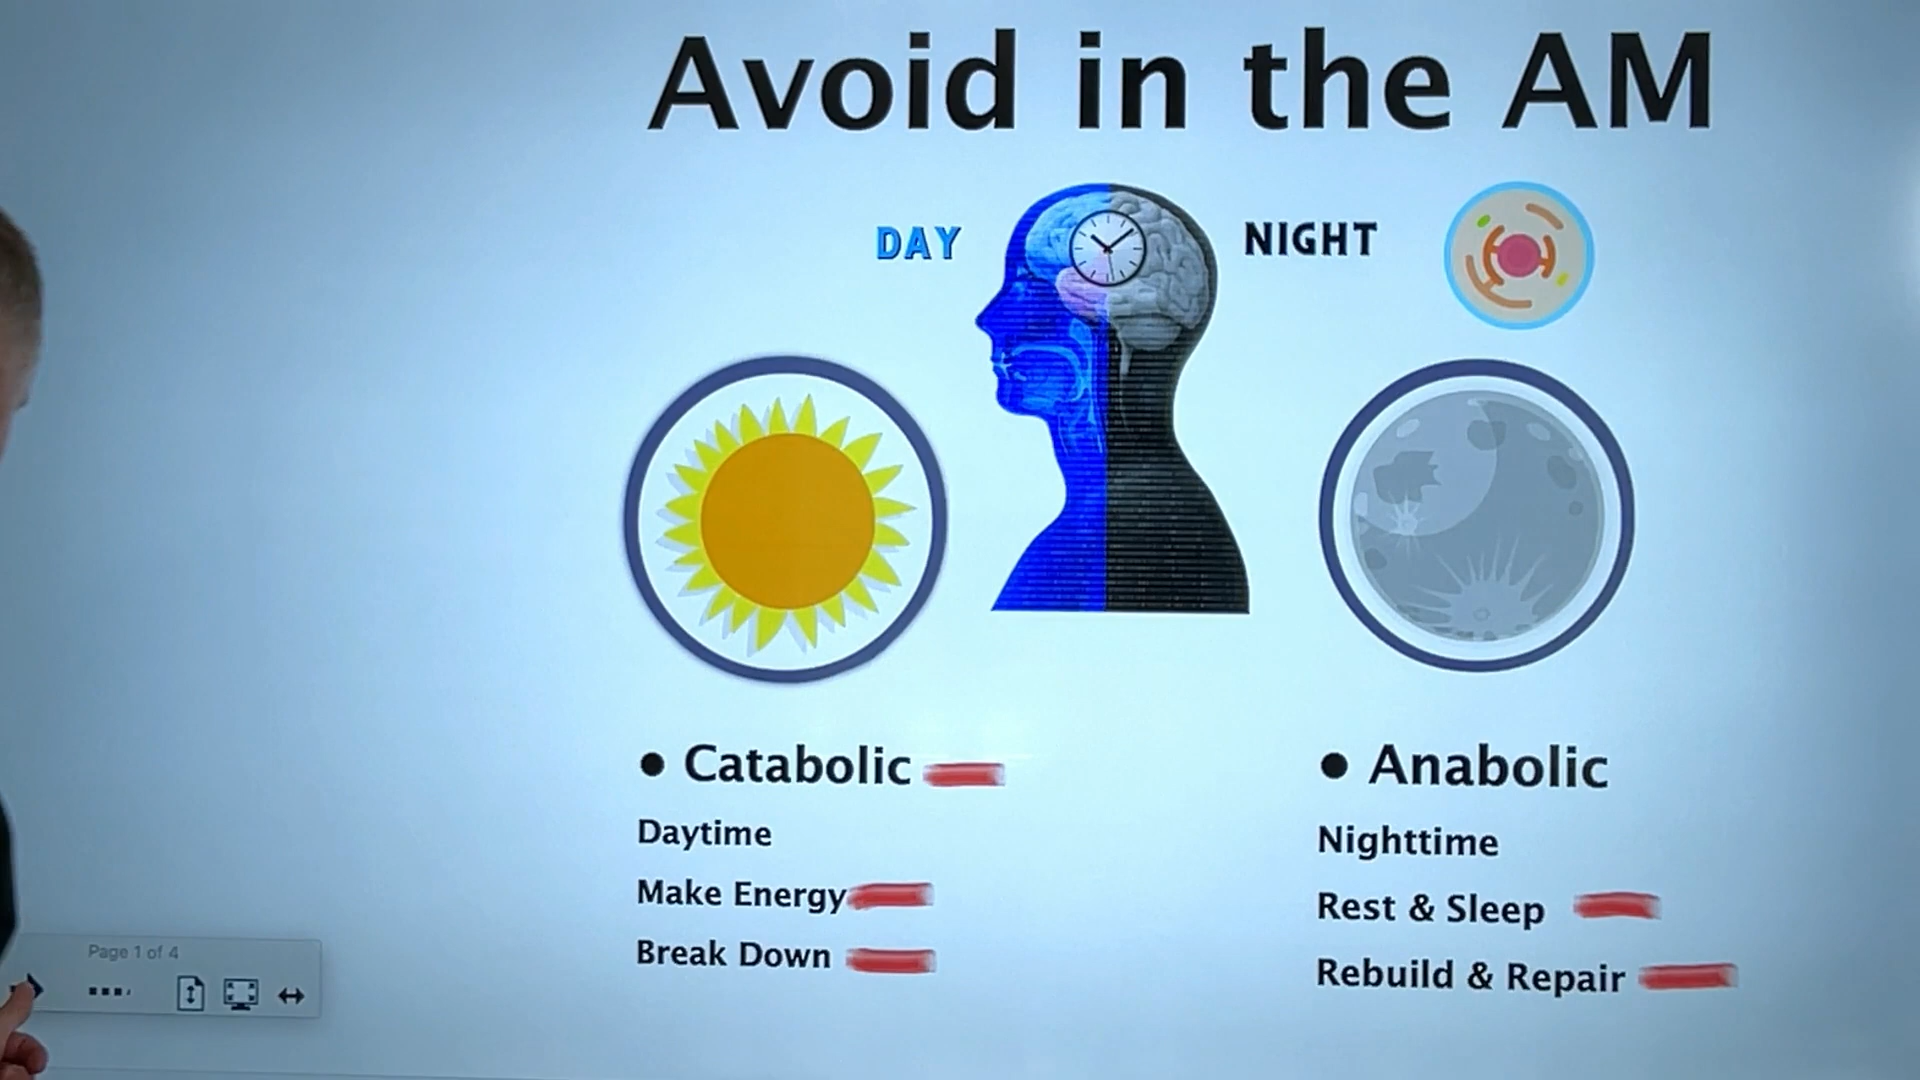 Avoid in the AM
DAY
NIGHT
• Catabolic
Daytime
Make Energy
Break Down
• Anabolic
Nighttime
Rest & Sleep
Rebuild & Repair
Page 1 of 4